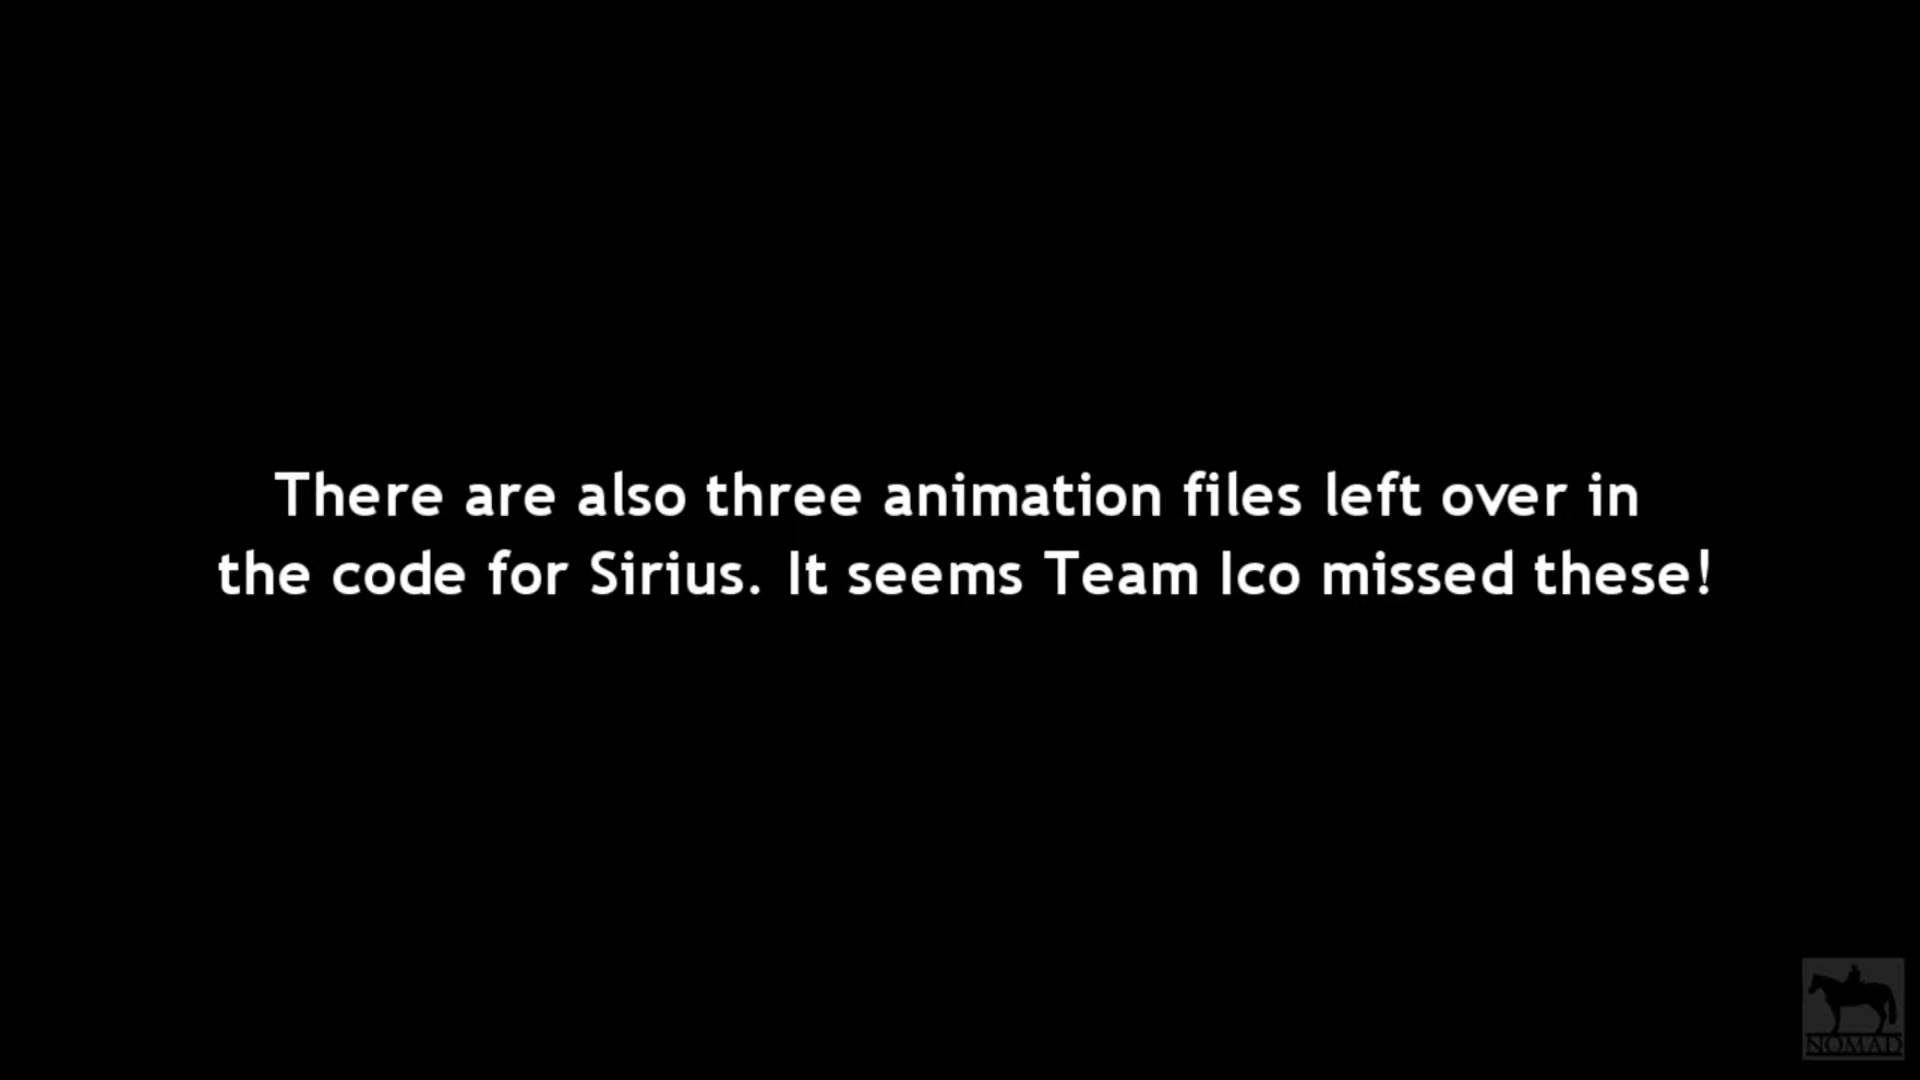 There are also three animation files left over in
the code for Sirius. It seems Team Ico missed these!
NOMAD